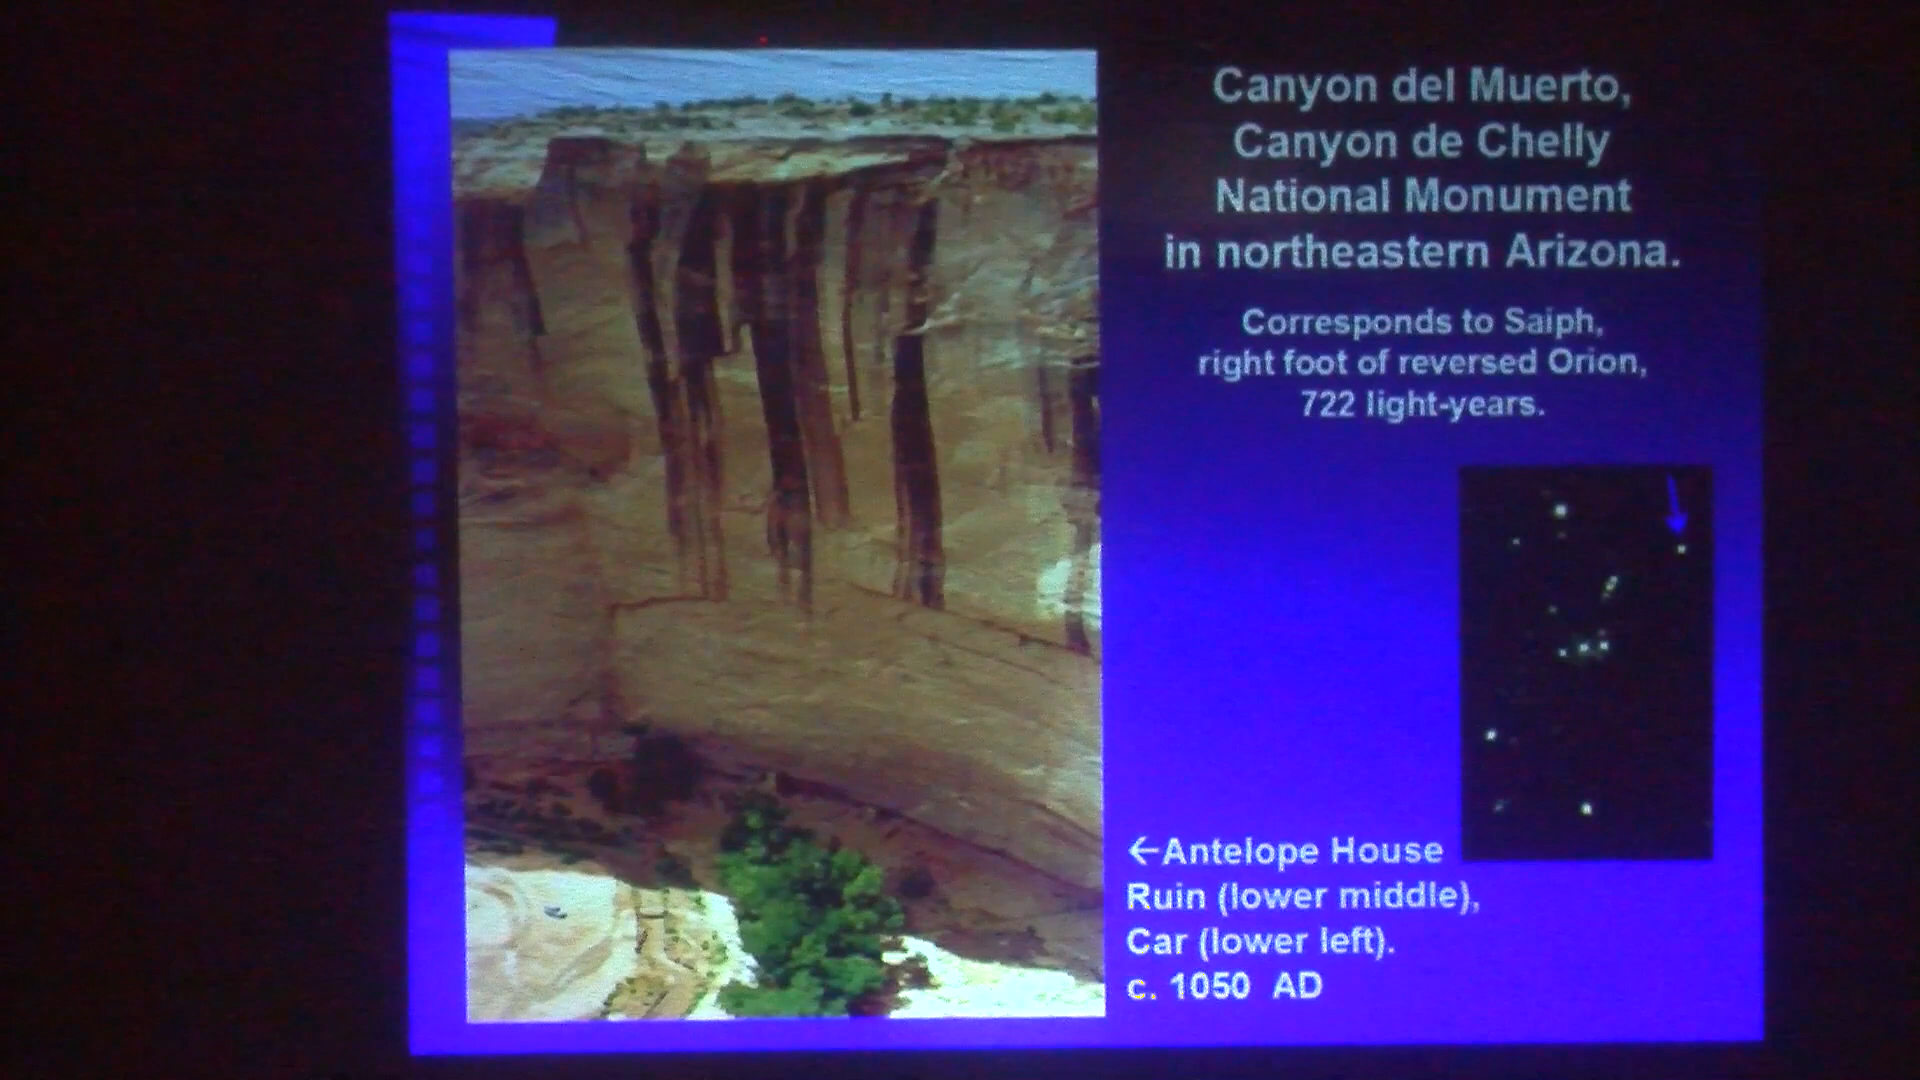 Canyon del Muerto,
Canyon de Chelly
National Monument
in northeastern Arizona.
Corresponds to Saiph,
right foot of reversed Orion,
722 light-years.
←Antelope House
Ruin (lower middle),
Car (lower left).
c. 1050 AD